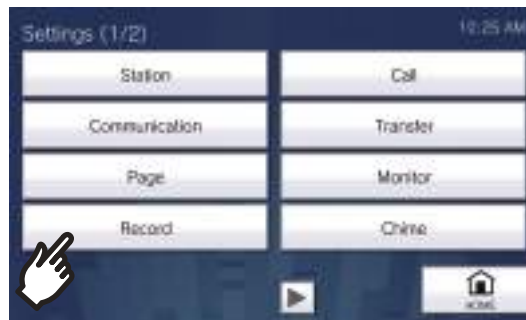 Settings (1/2)
10:25 AM
Station
Call
Communication
Transfer
Page
Monitor
Record
Chime
HOME